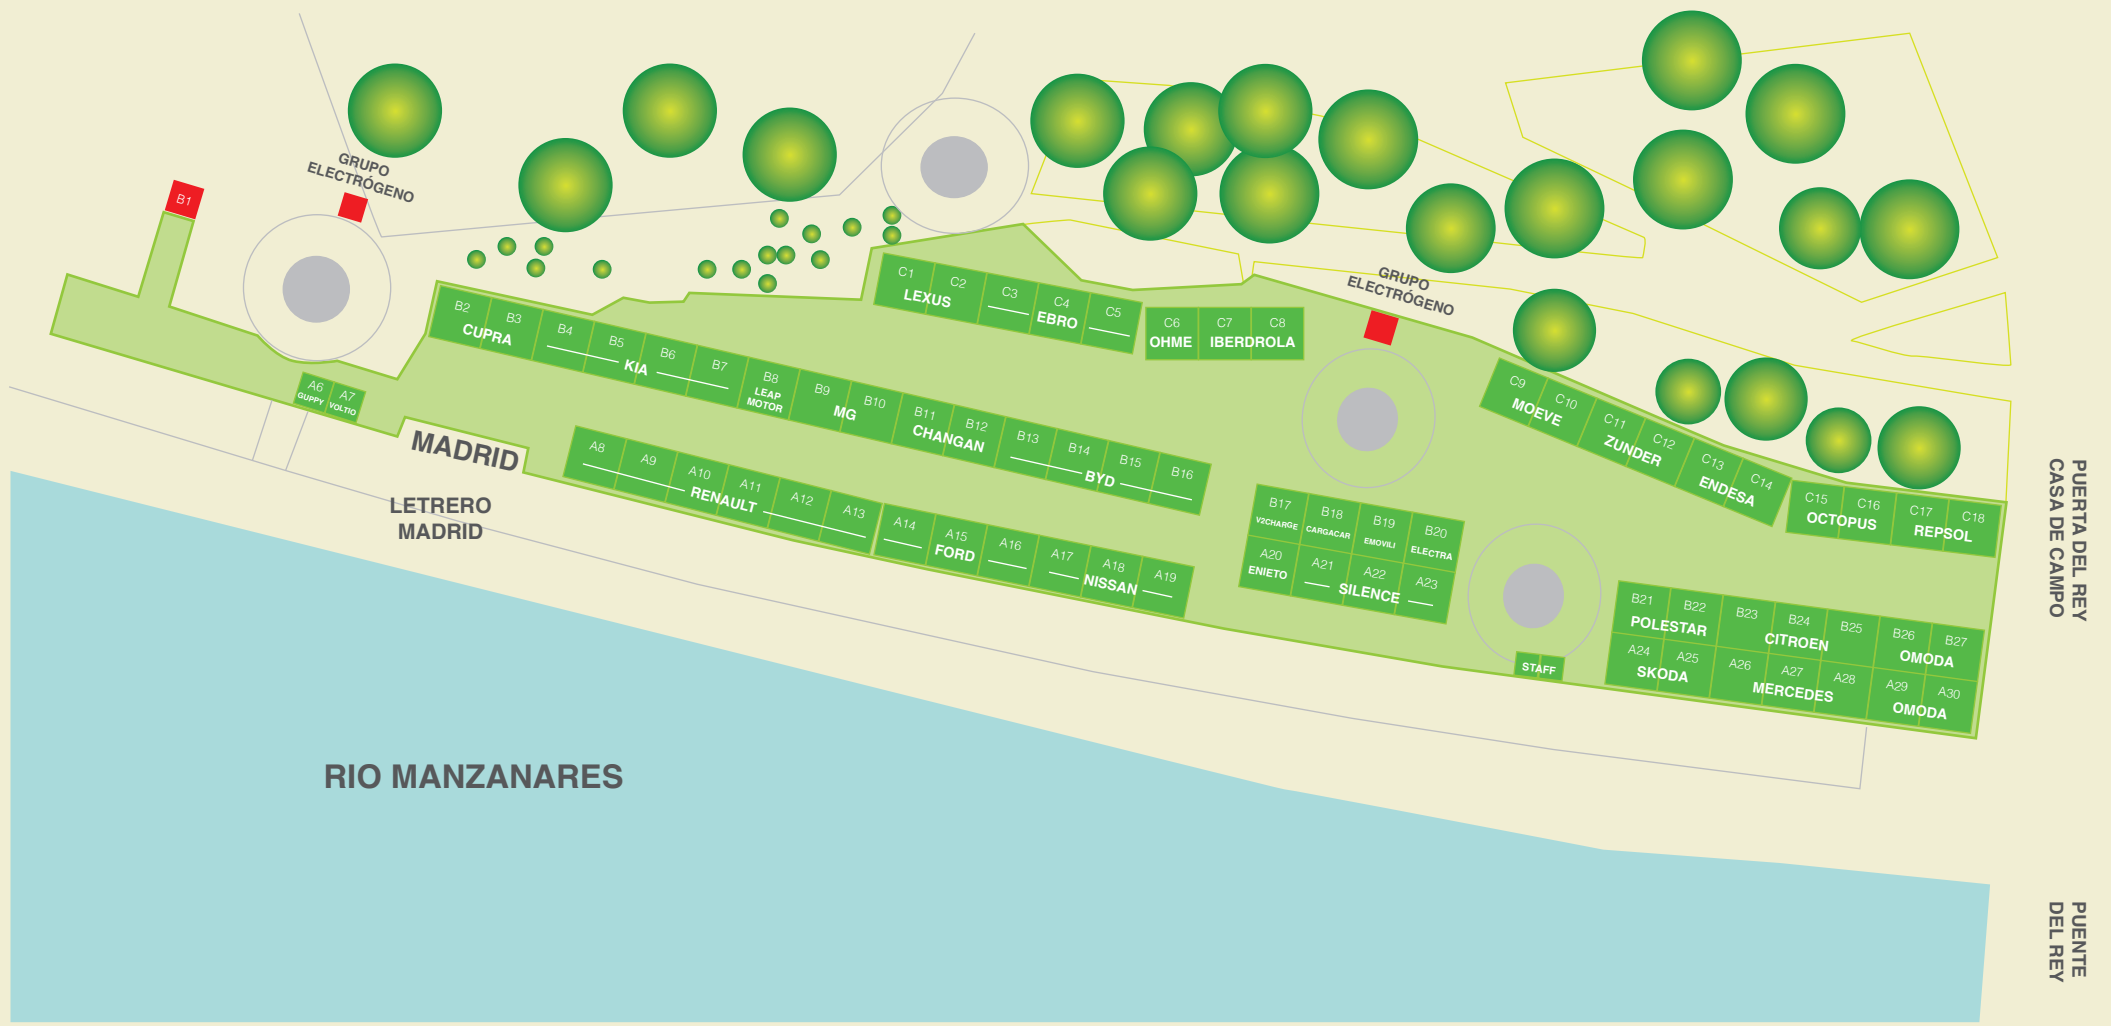 GRUPO
ELECTRÓGENO
B1
B2
B3
CUPRA
B4
B5
B6
B7
KIA
B8
LEAP
MOTOR
B9
B10
MG
B11
B12
CHANGAN
B13
B14
B15
B16
BYD
C1
C2
LEXUS
C3
C4
C5
EBRO
C6
C7
C8
OHME
IBERDROLA
GRUPO
ELECTRÓGENO
C9
C10
MOEVE
C11
C12
ZUNDER
C13
C14
ENDESA
C15
C16
OCTOPUS
C17
C18
REPSOL
A6
A7
GUPPY
VOLTIO
MADRID
LETRERO
MADRID
A8
A9
A10
A11
A12
A13
RENAULT
A14
A15
A16
FORD
A17
A18
A19
NISSAN
B17
B18
B19
B20
V2CHARGE
CARGACAR
EMOVILI
ELECTRA
A20
A21
A22
A23
ENIETO
SILENCE
STAFF
B21
B22
POLESTAR
B23
B24
B25
CITROEN
B26
B27
OMODA
A24
A25
SKODA
A26
A27
A28
MERCEDES
A29
A30
OMODA
PUERTA DEL REY
CASA DE CAMPO
RIO MANZANARES
PUENTE
DEL REY